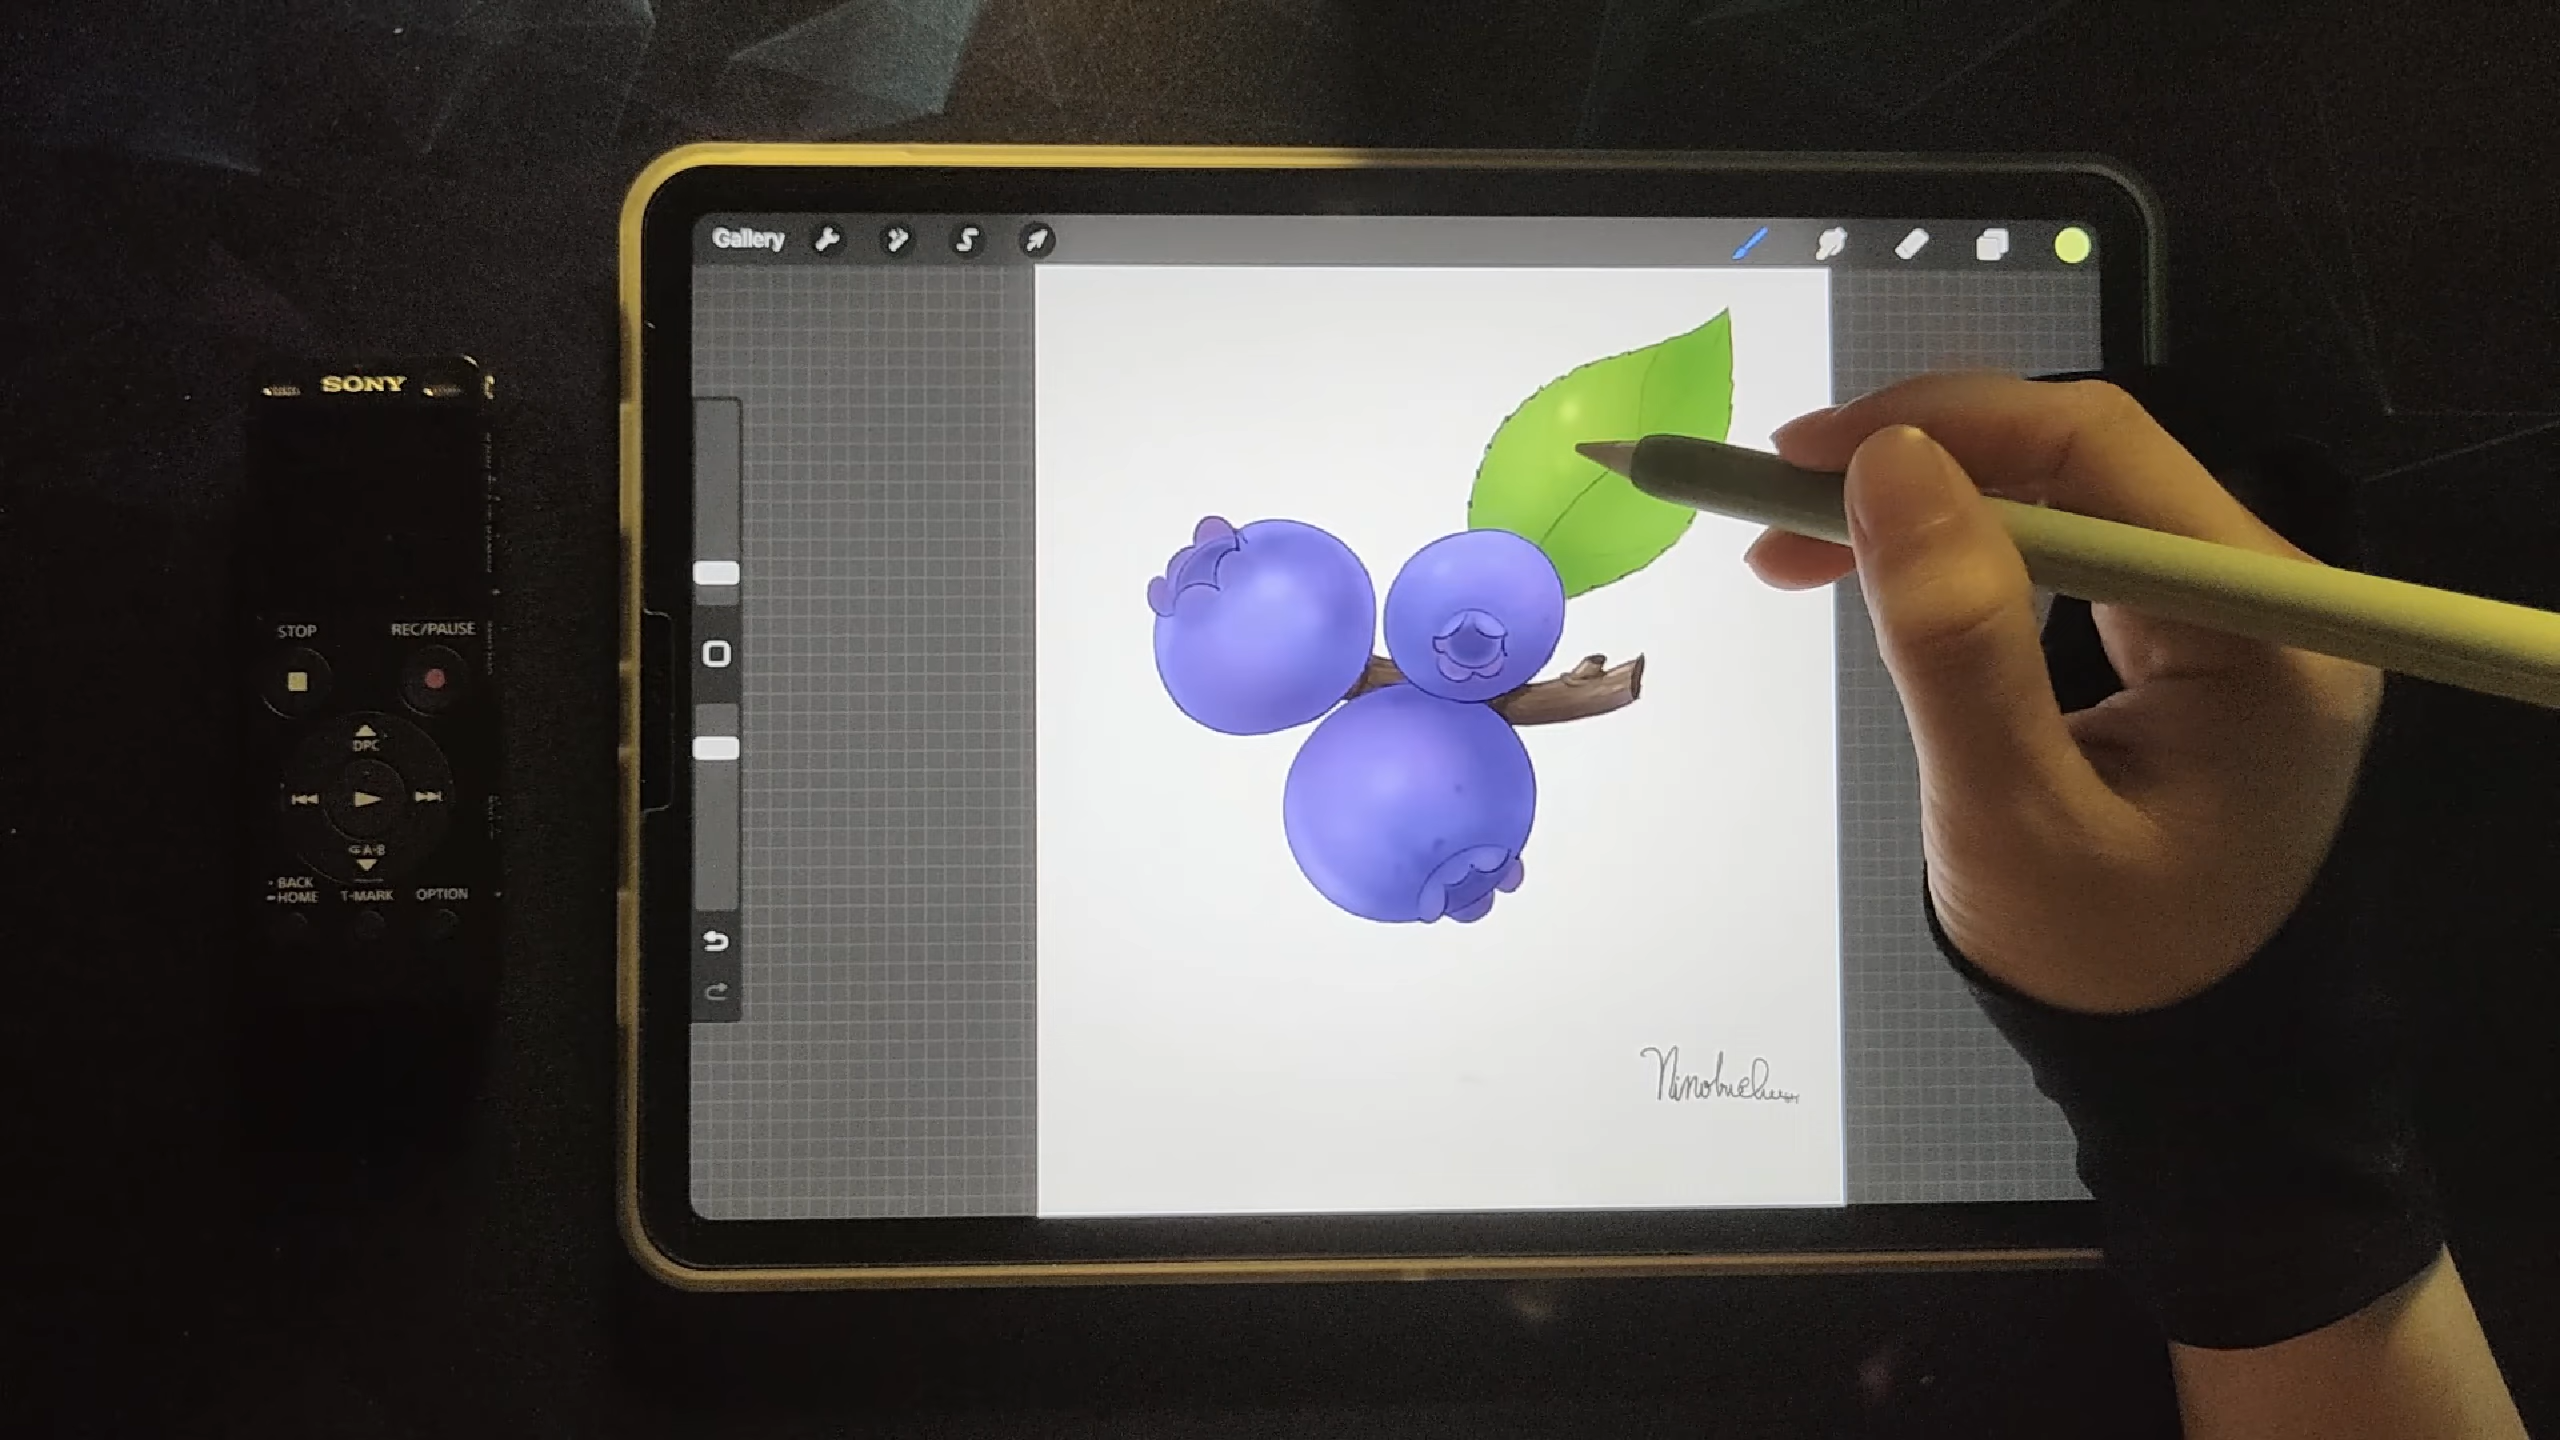 SONY
STOP
REC/PAUSE
DPC
A-B
• BACK
━HOME
T-MARK
OPTION
Gallery